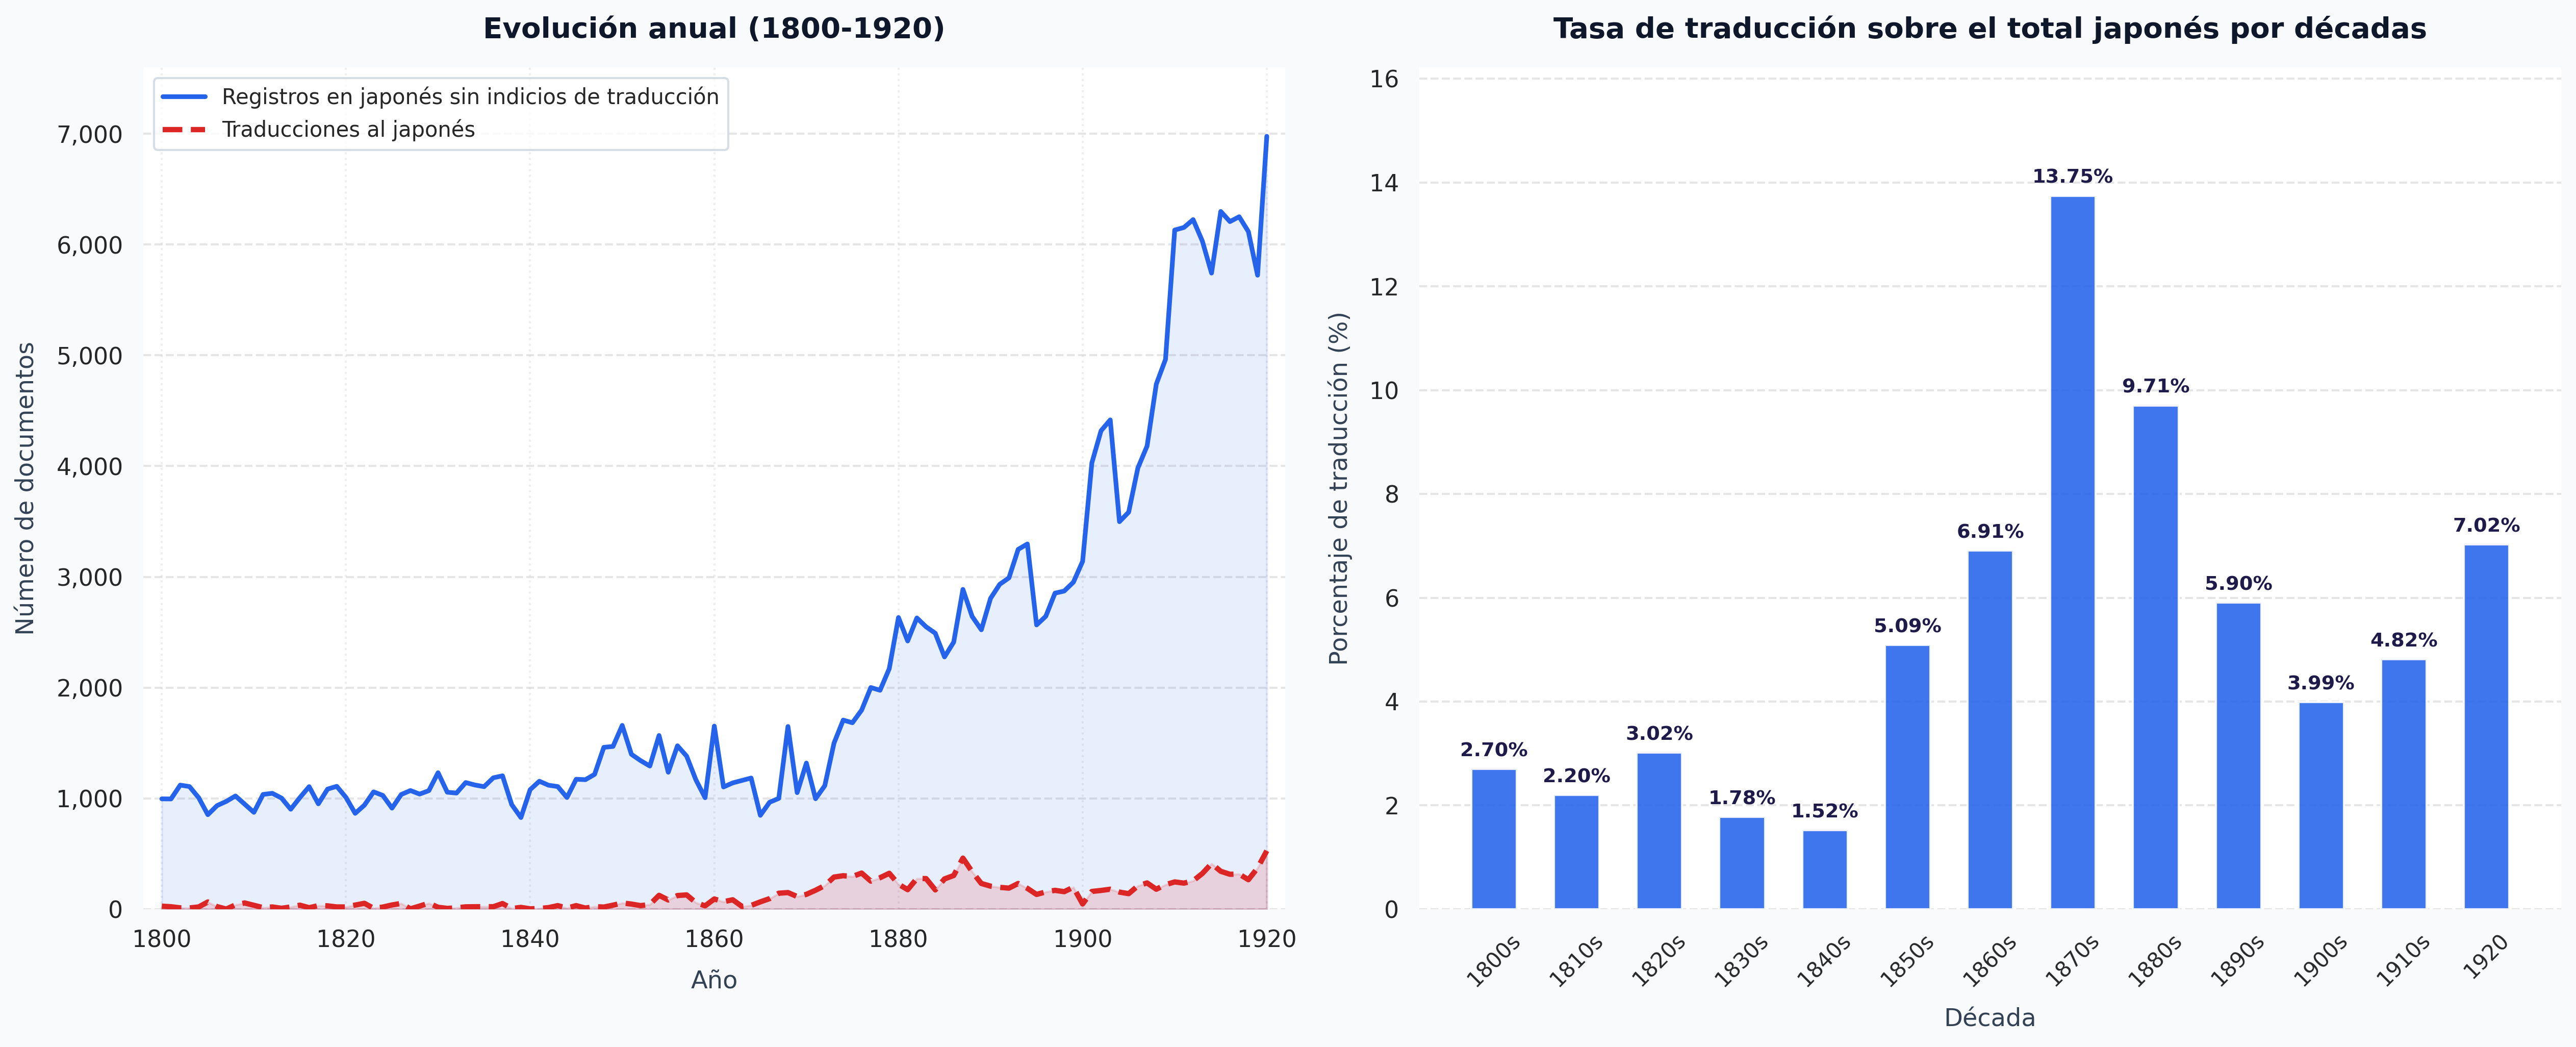 Evolución anual (1800-1920)
Registros en japonés sin indicios de traducción
Traducciones al japonés
Número de documentos
7,000
6,000
5,000
4,000
3,000
2,000
1,000
0
1800
1820
1840
1860
1880
1900
1920
Año
Tasa de traducción sobre el total japonés por décadas
Porcentaje de traducción (%)
16
14
12
10
8
6
4
2
0
2.70%
2.20%
3.02%
1.78%
1.52%
5.09%
6.91%
13.75%
9.71%
5.90%
3.99%
4.82%
7.02%
1800s
1810s
1820s
1830s
1840s
1850s
1860s
1870s
1880s
1890s
1900s
1910s
1920
Década